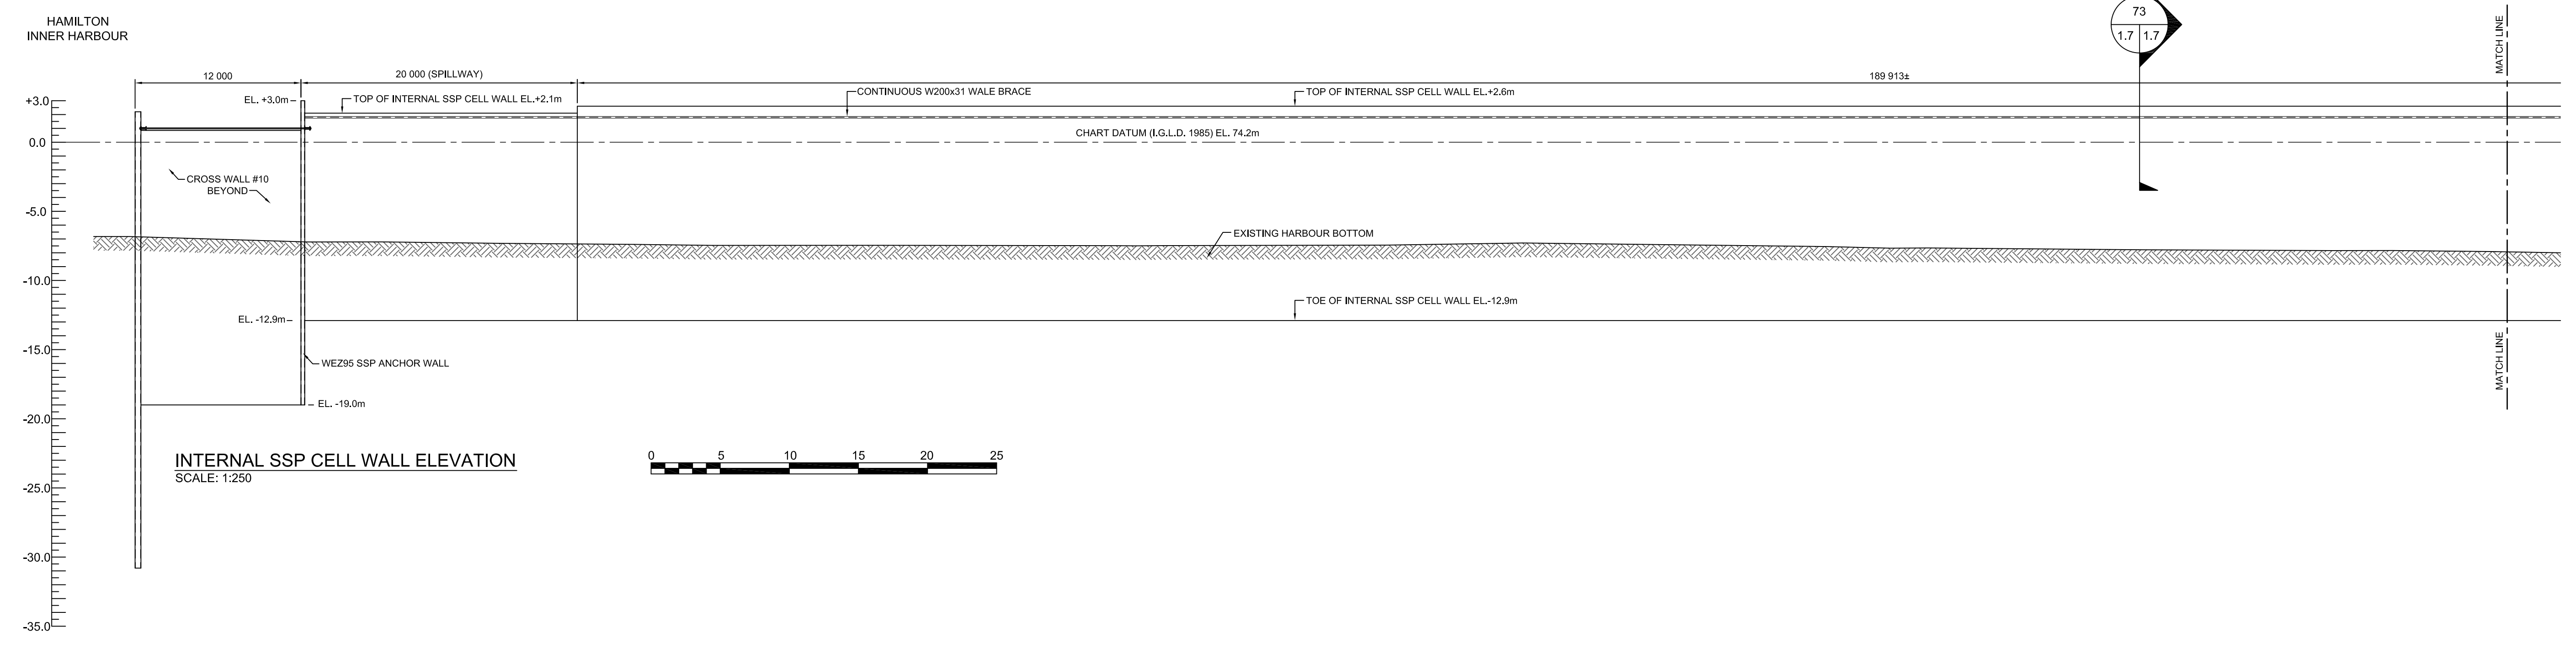 HAMILTON
INNER HARBOUR
73
1.7 1.7
MATCH LINE
12 000
20 000 (SPILLWAY)
189 913±
+3.0
EL. +3.0m
TOP OF INTERNAL SSP CELL WALL EL.+2.1m
CONTINUOUS W200x31 WALE BRACE
TOP OF INTERNAL SSP CELL WALL EL.+2.6m
CHART DATUM (I.G.L.D. 1985) EL. 74.2m
0.0
CROSS WALL #10
BEYOND
-5.0
EXISTING HARBOUR BOTTOM
-10.0
TOE OF INTERNAL SSP CELL WALL EL.-12.9m
EL. -12.9m
-15.0
WEZ95 SSP ANCHOR WALL
MATCH LINE
EL. -19.0m
-20.0
INTERNAL SSP CELL WALL ELEVATION
SCALE: 1:250
0 5 10 15 20 25
-25.0
-30.0
-35.0